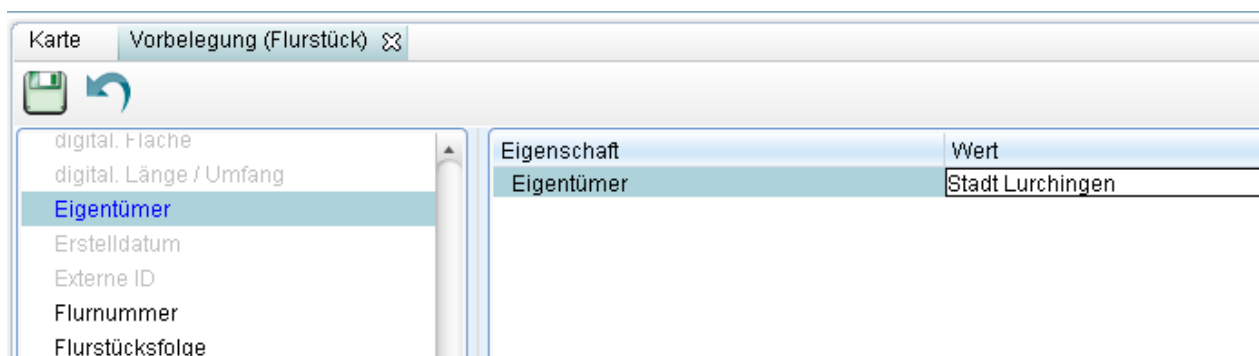 Karte Vorbelegung (Flurstück)
digital. Fläche
digital. Länge / Umfang
Eigentümer
Erstelldatum
Externe ID
Flurnummer
Flurstücksfolge
Eigenschaft Wert
Eigentümer Stadt Lurchingen